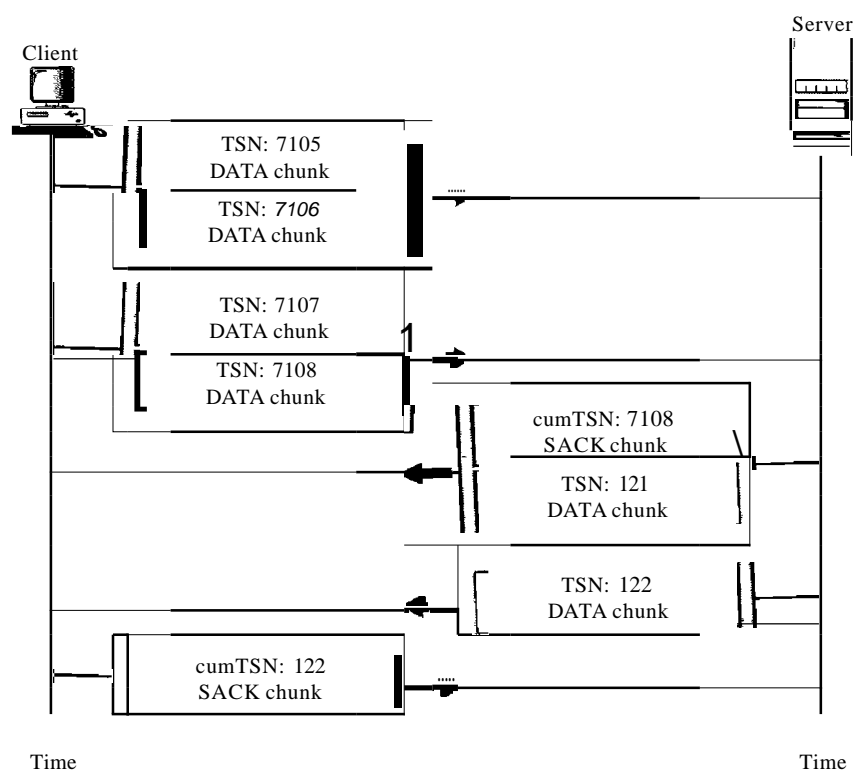 Server
Client
TSN: 7105
DATA chunk
TSN: 7106
DATA chunk
TSN: 7107
DATA chunk
1
TSN: 7108
DATA chunk
cumTSN: 7108
SACK chunk
TSN: 121
DATA chunk
TSN: 122
DATA chunk
cumTSN: 122
SACK chunk
Time
Time